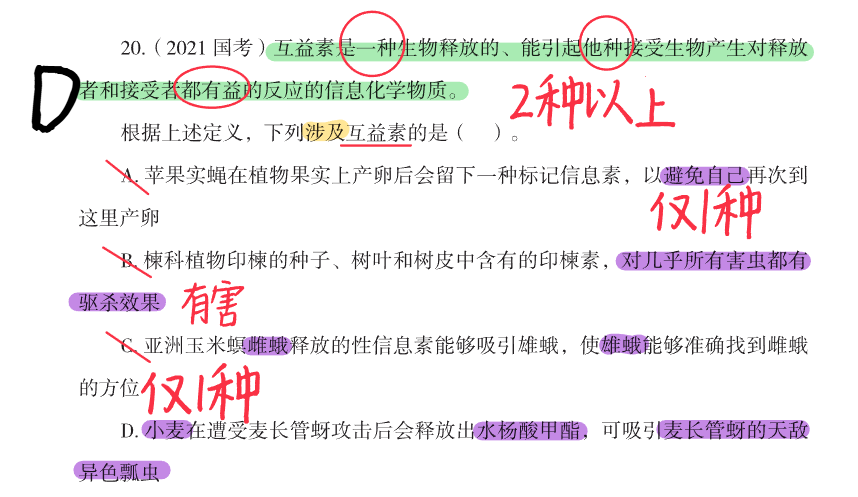 20.（2021 国考）互益素是一种生物释放的、能引起他种接受生物产生对释放
D
者和接受者都有益的反应的信息化学物质。
2种以上
根据上述定义，下列涉及互益素的是（ ）。
A. 苹果实蝇在植物果实上产卵后会留下一种标记信息素，以避免自己再次到
这里产卵
仅1种
B. 楝科植物印楝的种子、树叶和树皮中含有的印楝素，对几乎所有害虫都有
驱杀效果
有害
C. 亚洲玉米螟雌蛾释放的性信息素能够吸引雄蛾，使雄蛾能够准确找到雌蛾
的方位
仅1种
D. 小麦在遭受麦长管蚜攻击后会释放出水杨酸甲酯，可吸引麦长管蚜的天敌
异色瓢虫